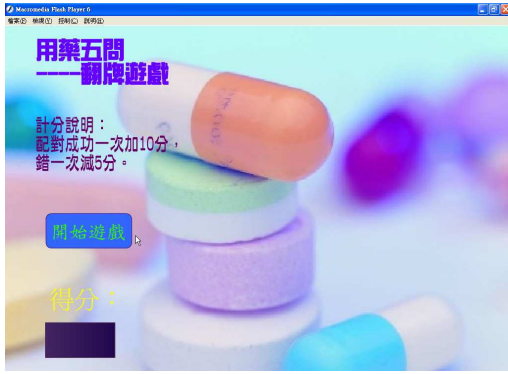 Macromedia Flash Player 6
檔案(F) 檢視(V) 控制(C) 說明(H)
用藥五問
----翻牌遊戲
計分說明：
配對成功一次加10分，
錯一次減5分。
開始遊戲
得分：